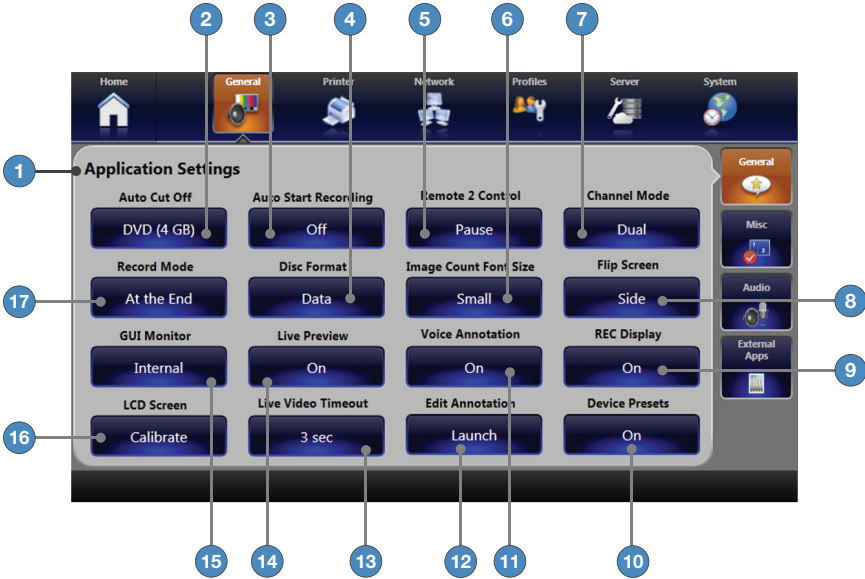 2 3 4 5 6 7
Home General Printer Network Profiles Server System
1 Application Settings General
Auto Cut Off Auto Start Recording Remote 2 Control Channel Mode
DVD (4 GB) Off Pause Dual Misc
Record Mode Disc Format Image Count Font Size Flip Screen
17 At the End Data Small Side Audio 8
GUI Monitor Live Preview Voice Annotation REC Display External Apps
Internal On On On 9
LCD Screen Live Video Timeout Edit Annotation Device Presets
16 Calibrate 3 sec Launch On
15 14 13 12 11 10